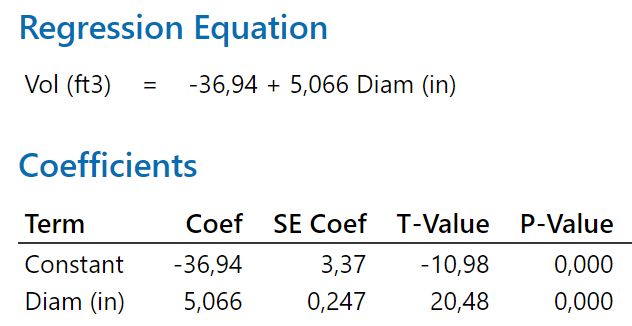 Regression Equation
Vol (ft3) = -36,94 + 5,066 Diam (in)
Coefficients
Term Coef SE Coef T-Value P-Value
Constant -36,94 3,37 -10,98 0,000
Diam (in) 5,066 0,247 20,48 0,000